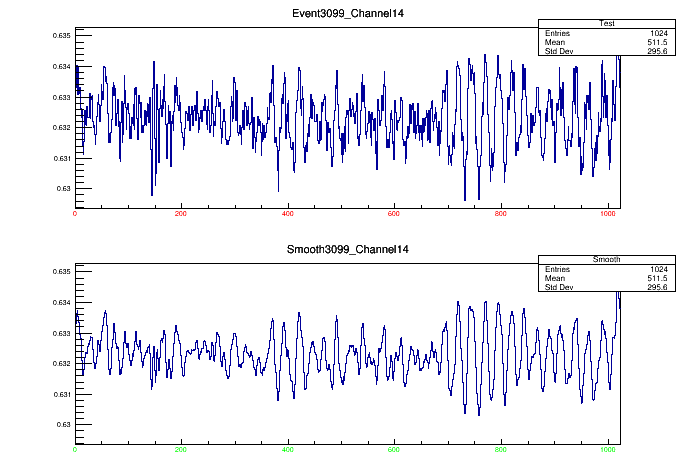 Event3099_Channel14
Test
Entries 1024
Mean 511.5
Std Dev 295.6
0.635
0.634
0.633
0.632
0.631
0.63
0 200 400 600 800 1000
Smooth3099_Channel14
Smooth
Entries 1024
Mean 511.5
Std Dev 295.6
0.635
0.634
0.633
0.632
0.631
0.63
0 200 400 600 800 1000